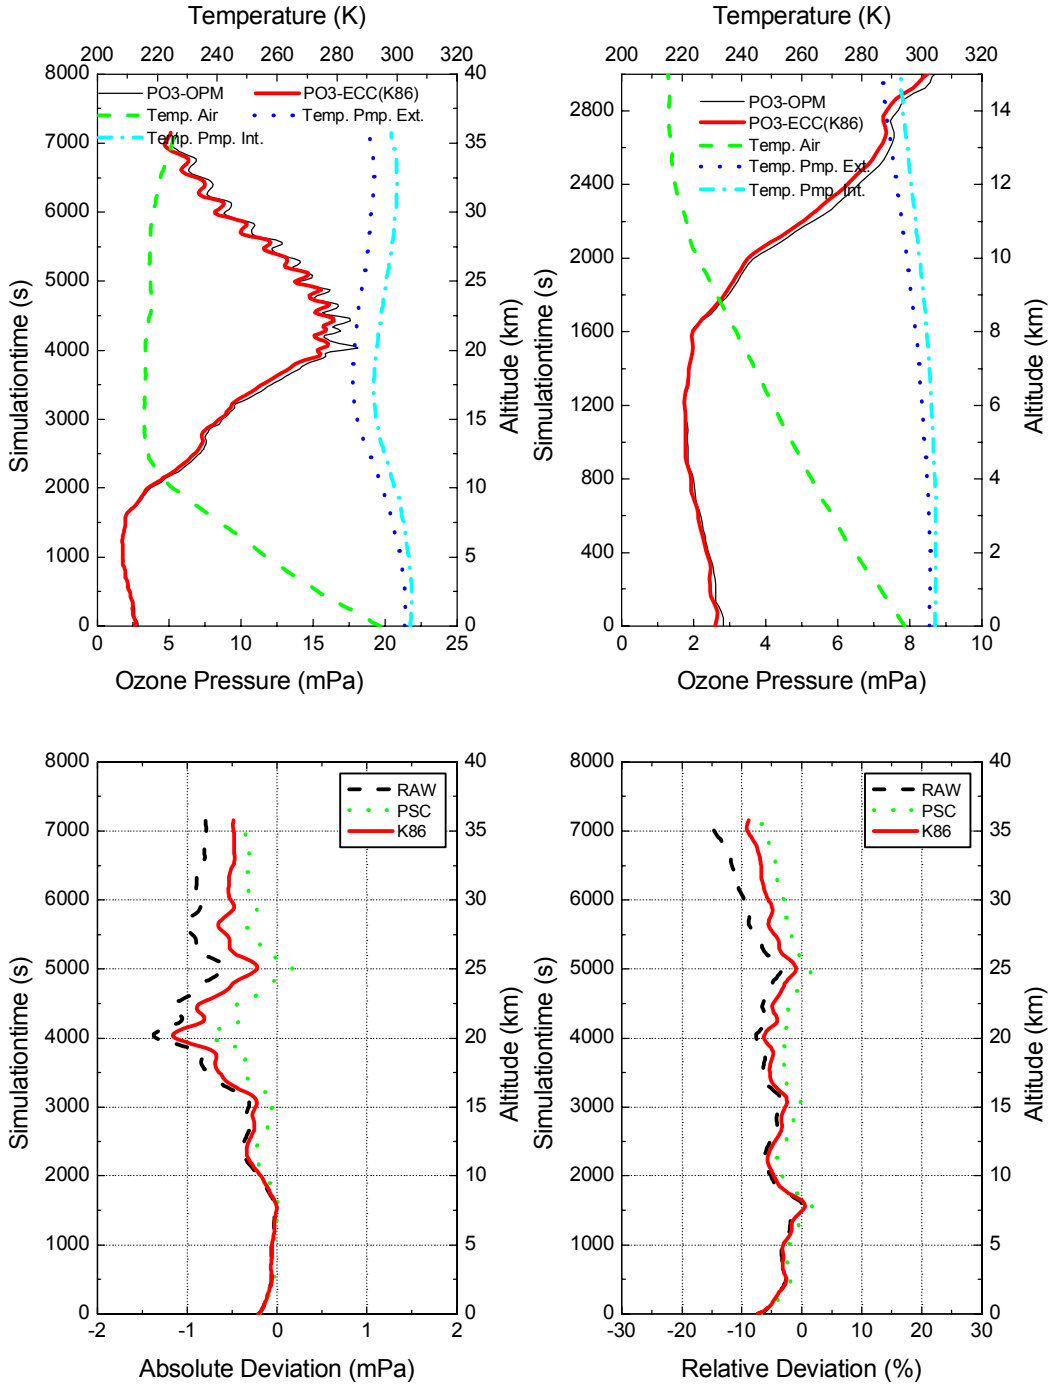 Temperature (K)
200 220 240 260 280 300 320
8000 7000 6000 5000 4000 3000 2000 1000 0
Simulationtime (s)
PO3-OPM
PO3-ECC(K86)
Temp. Air
Temp. Pmp. Ext.
Temp. Pmp. Int.
40 35 30 25 20 15 10 5 0
Altitude (km)
0 5 10 15 20 25
Ozone Pressure (mPa)
Temperature (K)
200 220 240 260 280 300 320
2800 2400 2000 1600 1200 800 400 0
Simulationtime (s)
PO3-OPM
PO3-ECC(K86)
Temp. Air
Temp. Pmp. Ext.
Temp. Pmp. Int.
14 12 10 8 6 4 2 0
Altitude (km)
0 2 4 6 8 10
Ozone Pressure (mPa)
8000 7000 6000 5000 4000 3000 2000 1000 0
Simulationtime (s)
RAW
PSC
K86
40 35 30 25 20 15 10 5 0
Altitude (km)
-2 -1 0 1 2
Absolute Deviation (mPa)
8000 7000 6000 5000 4000 3000 2000 1000 0
Simulationtime (s)
RAW
PSC
K86
40 35 30 25 20 15 10 5 0
Altitude (km)
-30 -20 -10 0 10 20 30
Relative Deviation (%)